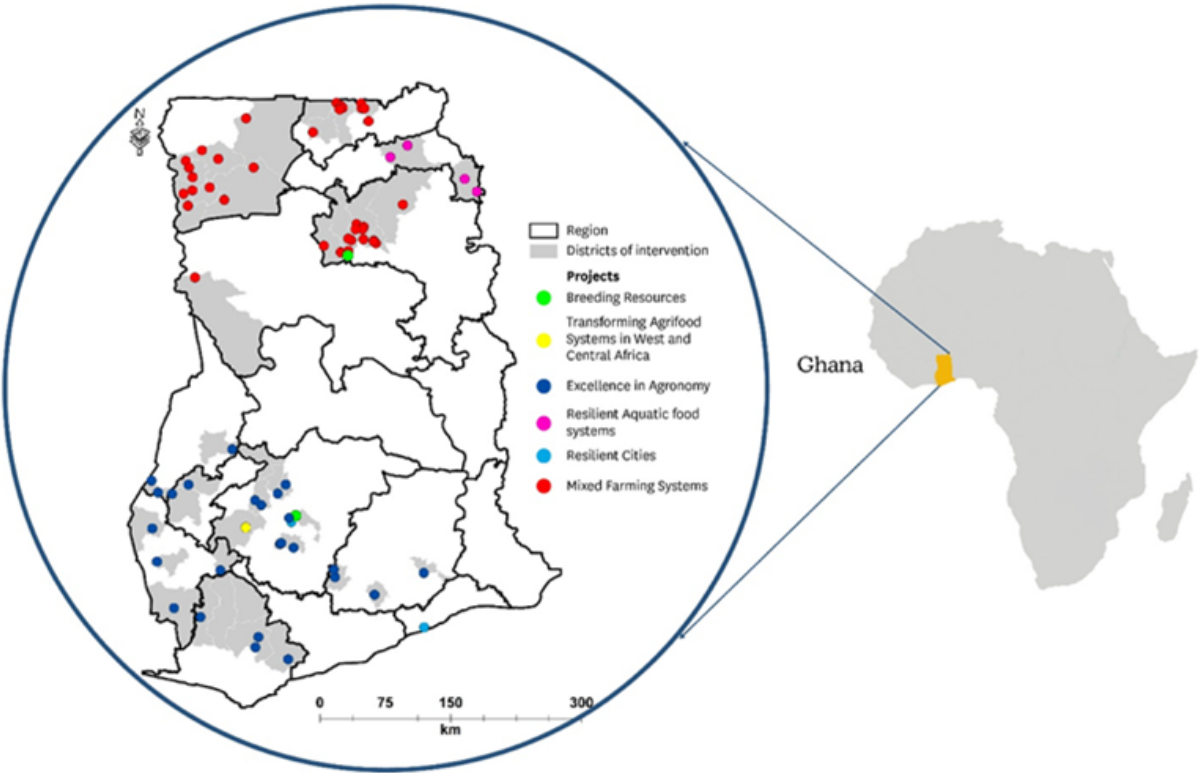 N
Region
Districts of intervention
Projects
Breeding Resources
Transforming Agrifood
Systems in West and
Central Africa
Excellence in Agronomy
Resilient Aquatic food
systems
Resilient Cities
Mixed Farming Systems
0 75 150 300
km
Ghana